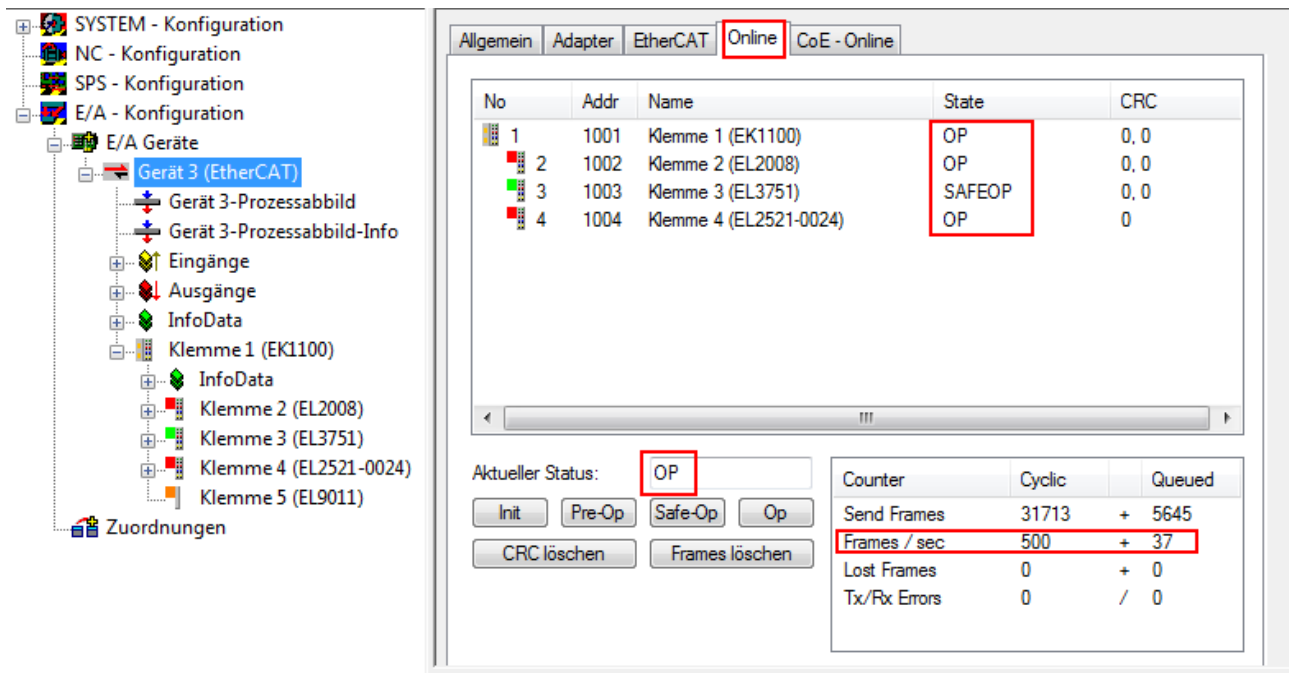 SYSTEM - Konfiguration
NC - Konfiguration
SPS - Konfiguration
E/A - Konfiguration
E/A Geräte
Gerät 3 (EtherCAT)
Gerät 3-Prozessabbild
Gerät 3-Prozessabbild-Info
Eingänge
Ausgänge
InfoData
Klemme 1 (EK1100)
InfoData
Klemme 2 (EL2008)
Klemme 3 (EL3751)
Klemme 4 (EL2521-0024)
Klemme 5 (EL9011)
Zuordnungen
Allgemein Adapter EtherCAT Online CoE - Online
No Addr Name State CRC
1 1001 Klemme 1 (EK1100) OP 0, 0
2 1002 Klemme 2 (EL2008) OP 0, 0
3 1003 Klemme 3 (EL3751) SAFEOP 0, 0
4 1004 Klemme 4 (EL2521-0024) OP 0
Aktueller Status: OP
Init Pre-Op Safe-Op Op
CRC löschen Frames löschen
Counter Cyclic Queued
Send Frames 31713 + 5645
Frames / sec 500 + 37
Lost Frames 0 + 0
Tx/Rx Errors 0 / 0